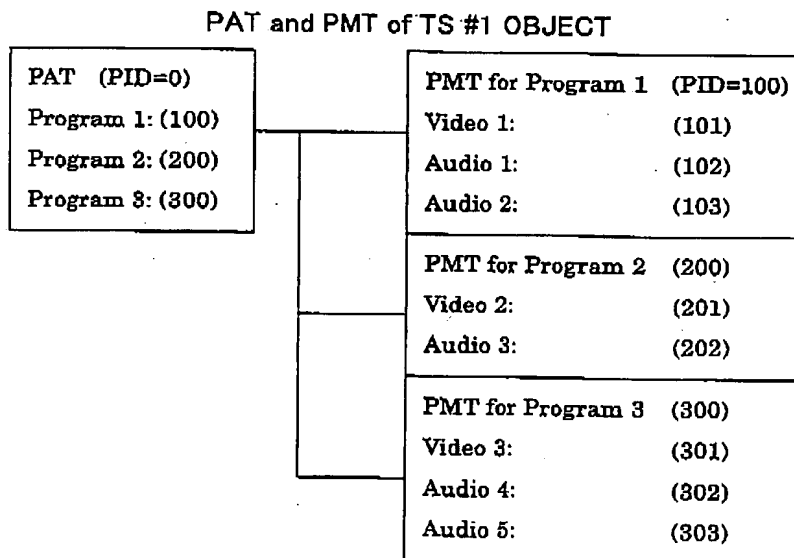 PAT and PMT of TS #1 OBJECT
PAT (PID=0)
Program 1: (100)
Program 2: (200)
Program 3: (300)
PMT for Program 1 (PID=100)
Video 1: (101)
Audio 1: (102)
Audio 2: (103)
PMT for Program 2 (200)
Video 2: (201)
Audio 3: (202)
PMT for Program 3 (300)
Video 3: (301)
Audio 4: (302)
Audio 5: (303)